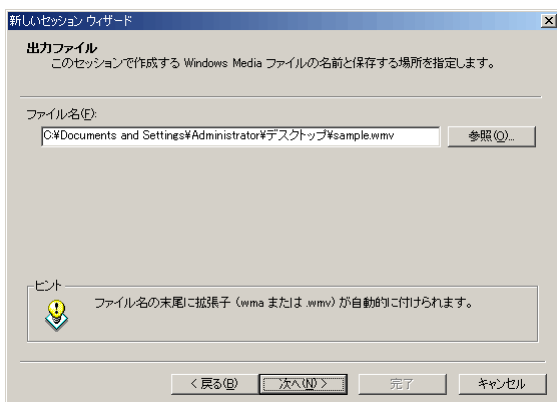 新しいセッション ウィザード
出力ファイル
このセッションで作成する Windows Media ファイルの名前と保存する場所を指定します。
ファイル名(F):
C:¥Documents and Settings¥Administrator¥デスクトップ¥sample.wmv
参照(O)...
ヒント
ファイル名の末尾に拡張子 (wma または .wmv) が自動的に付けられます。
< 戻る(B)
次へ(N) >
完了
キャンセル